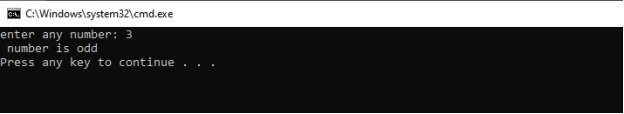 C:\Windows\system32\cmd.exe
enter any number: 3
 number is odd
Press any key to continue . . .